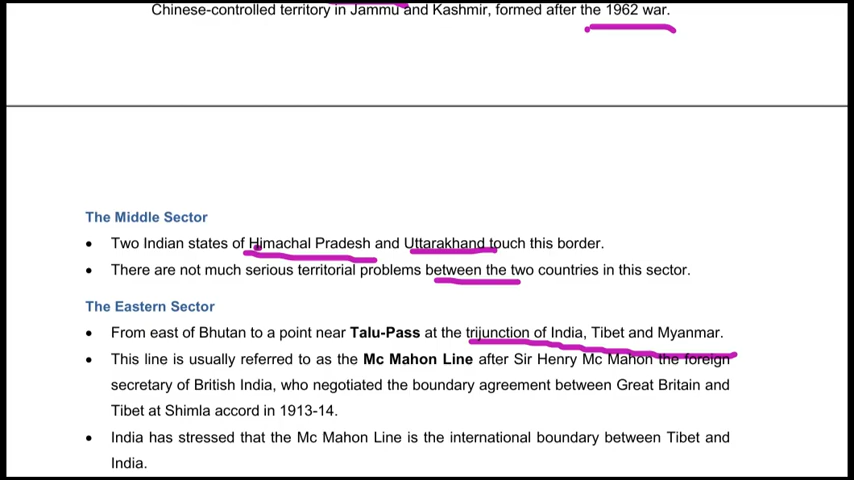 Chinese-controlled territory in Jammu and Kashmir, formed after the 1962 war.
The Middle Sector
• Two Indian states of Himachal Pradesh and Uttarakhand touch this border.
• There are not much serious territorial problems between the two countries in this sector.
The Eastern Sector
• From east of Bhutan to a point near Talu-Pass at the trijunction of India, Tibet and Myanmar.
• This line is usually referred to as the Mc Mahon Line after Sir Henry Mc Mahon the foreign
secretary of British India, who negotiated the boundary agreement between Great Britain and
Tibet at Shimla accord in 1913-14.
• India has stressed that the Mc Mahon Line is the international boundary between Tibet and
India.